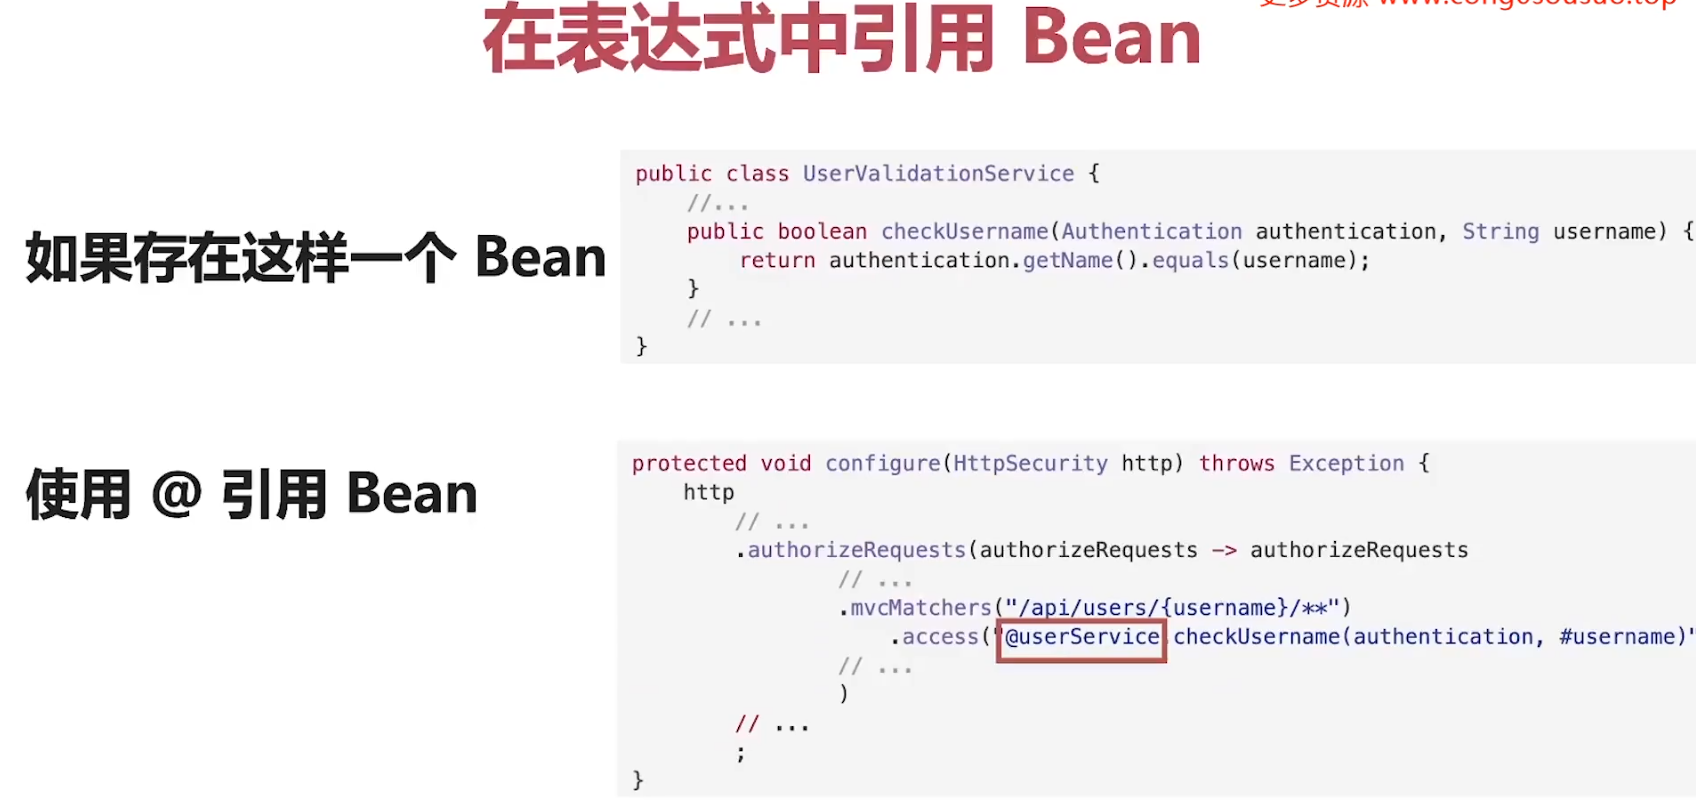 在表达式中引用 Bean
如果存在这样一个 Bean
public class UserValidationService {
    //...
    public boolean checkUsername(Authentication authentication, String username) {
        return authentication.getName().equals(username);
    }
    // ...
}
使用 @ 引用 Bean
protected void configure(HttpSecurity http) throws Exception {
    http
        // ...
        .authorizeRequests(authorizeRequests -> authorizeRequests
                // ...
                .mvcMatchers("/api/users/{username}/**")
                    .access("@userService.checkUsername(authentication, #username)"
                // ...
                )
        // ...
        ;
}